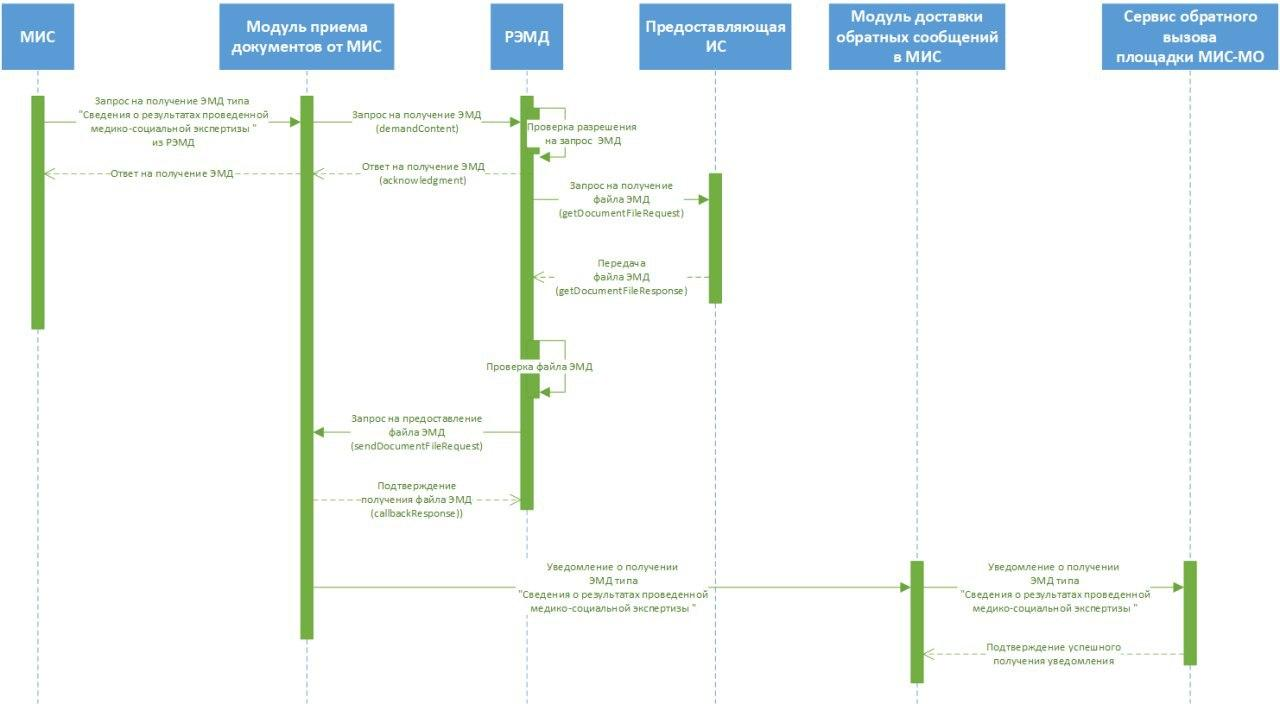 МИС
Модуль приема
документов от МИС
РЭМД
Предоставляющая
ИС
Модуль доставки
обратных сообщений
в МИС
Сервис обратного
вызова
площадки МИС-МО
Запрос на получение ЭМД типа
"Сведения о результатах проведенной
медико-социальной экспертизы "
из РЭМД
Запрос на получение ЭМД
(demandContent)
Проверка разрешения
на запрос ЭМД
Ответ на получение ЭМД
Ответ на получение ЭМД
(acknowledgment)
Запрос на получение
файла ЭМД
(getDocumentFileRequest)
Передача
файла ЭМД
(getDocumentFileResponse)
Проверка файла ЭМД
Запрос на предоставление
файла ЭМД
(sendDocumentFileRequest)
Подтверждение
получения файла ЭМД
(callbackResponse))
Уведомление о получении
ЭМД типа
"Сведения о результатах проведенной
медико-социальной экспертизы "
Уведомление о получении
ЭМД типа
"Сведения о результатах проведенной
медико-социальной экспертизы "
Подтверждение успешного
получения уведомления